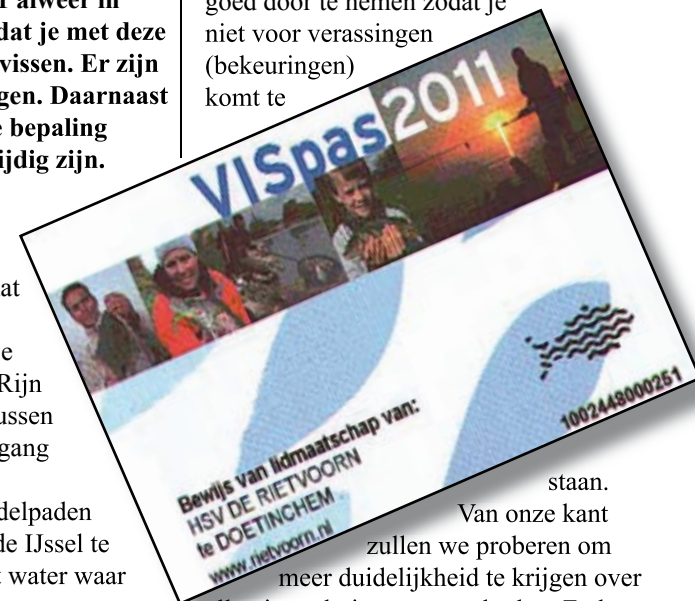 alweer in
dat je met deze
vissen. Er zijn
gen. Daarnaast
bepaling
ijdig zijn.
at
e
Rijn
ussen
gang
delpaden
de IJssel te
water waar
goed door te nemen zodat je
niet voor verassingen
(bekeuringen)
komt te
VISpas2011
1002448000251
Bewijs van lidmaatschap van:
HSV DE RIETVOORN
te DOETINCHEM
www.rietvoorn.nl
staan.
Van onze kant
zullen we proberen om
meer duidelijkheid te krijgen over